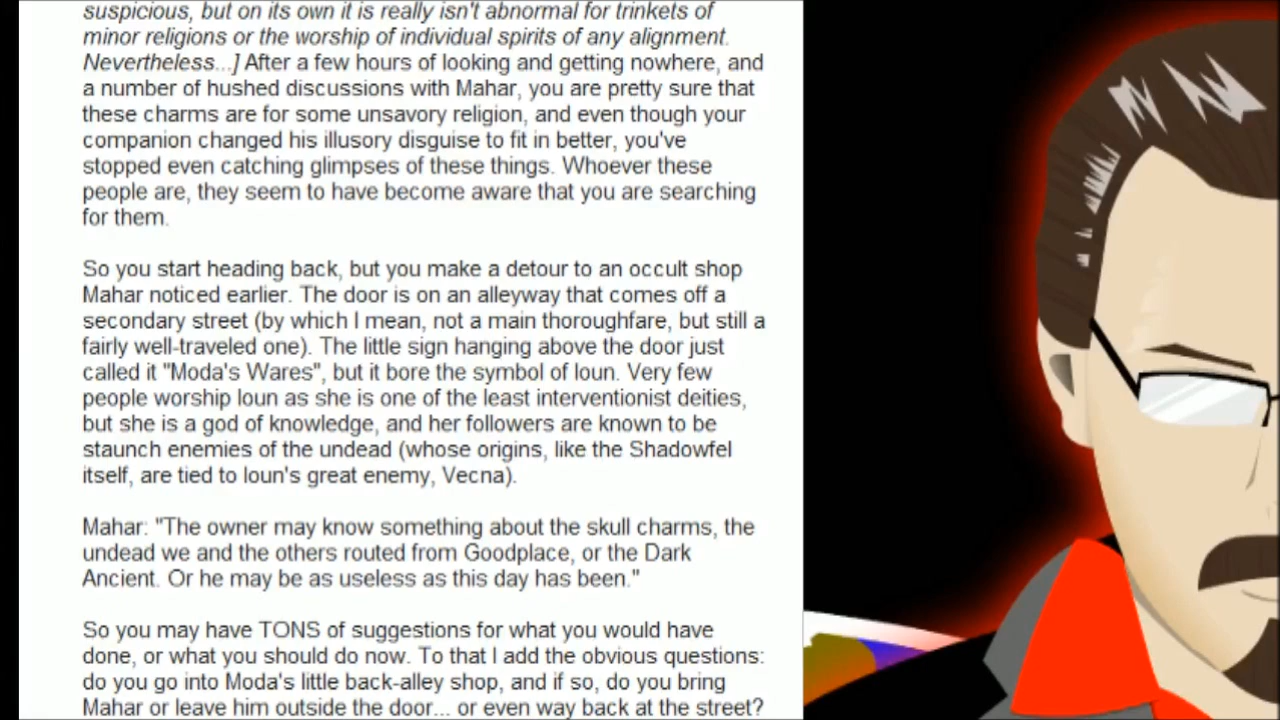 suspicious, but on its own it is really isn't abnormal for trinkets of
minor religions or the worship of individual spirits of any alignment.
Nevertheless...] After a few hours of looking and getting nowhere, and
a number of hushed discussions with Mahar, you are pretty sure that
these charms are for some unsavory religion, and even though your
companion changed his illusory disguise to fit in better, you've
stopped even catching glimpses of these things. Whoever these
people are, they seem to have become aware that you are searching
for them.
So you start heading back, but you make a detour to an occult shop
Mahar noticed earlier. The door is on an alleyway that comes off a
secondary street (by which I mean, not a main thoroughfare, but still a
fairly well-traveled one). The little sign hanging above the door just
called it "Moda's Wares", but it bore the symbol of Ioun. Very few
people worship Ioun as she is one of the least interventionist deities,
but she is a god of knowledge, and her followers are known to be
staunch enemies of the undead (whose origins, like the Shadowfel
itself, are tied to Ioun's great enemy, Vecna).
Mahar: "The owner may know something about the skull charms, the
undead we and the others routed from Goodplace, or the Dark
Ancient. Or he may be as useless as this day has been."
So you may have TONS of suggestions for what you would have
done, or what you should do now. To that I add the obvious questions:
do you go into Moda's little back-alley shop, and if so, do you bring
Mahar or leave him outside the door... or even way back at the street?